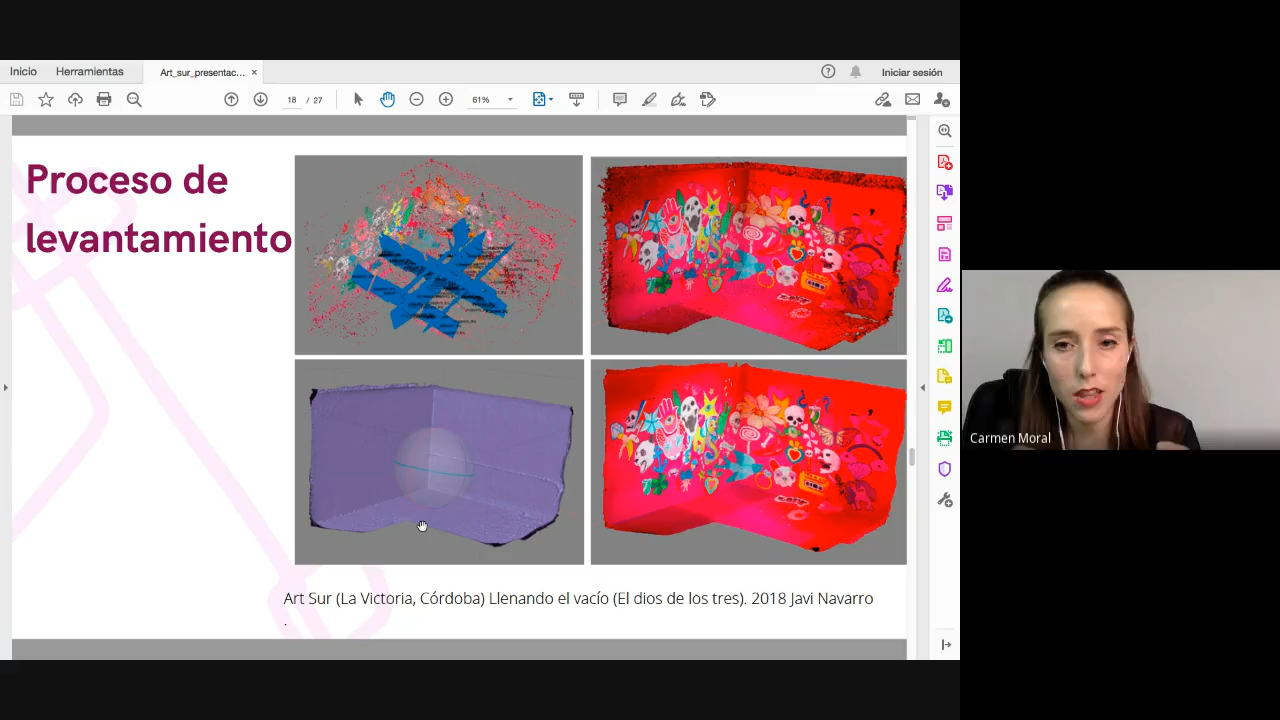 Inicio Herramientas Art_sur_presentac... × Iniciar sesión
18 / 27 61%
Proceso de
levantamiento
Art Sur (La Victoria, Córdoba) Llenando el vacío (El dios de los tres). 2018 Javi Navarro
.
Carmen Moral